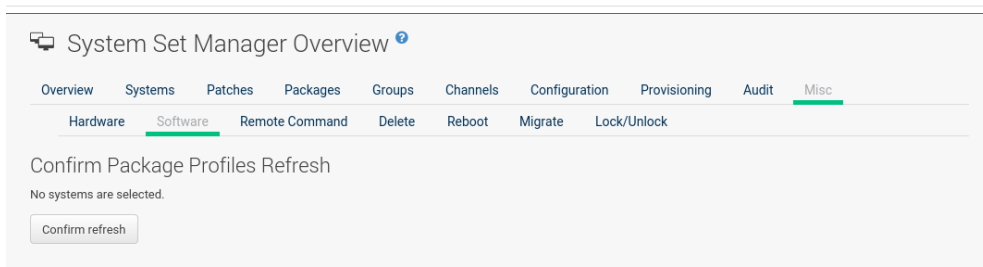 System Set Manager Overview ?
Overview Systems Patches Packages Groups Channels Configuration Provisioning Audit Misc
Hardware Software Remote Command Delete Reboot Migrate Lock/Unlock
Confirm Package Profiles Refresh
No systems are selected.
Confirm refresh